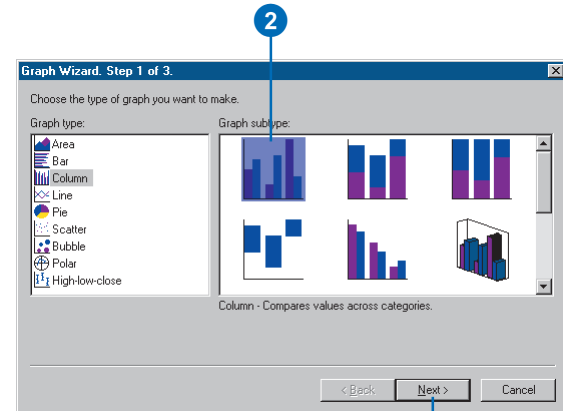 2
Graph Wizard. Step 1 of 3.
Choose the type of graph you want to make.
Graph type:
Graph subtype:
Area
Bar
Column
Line
Pie
Scatter
Bubble
Polar
High-low-close
Column - Compares values across categories.
< Back
Next >
Cancel